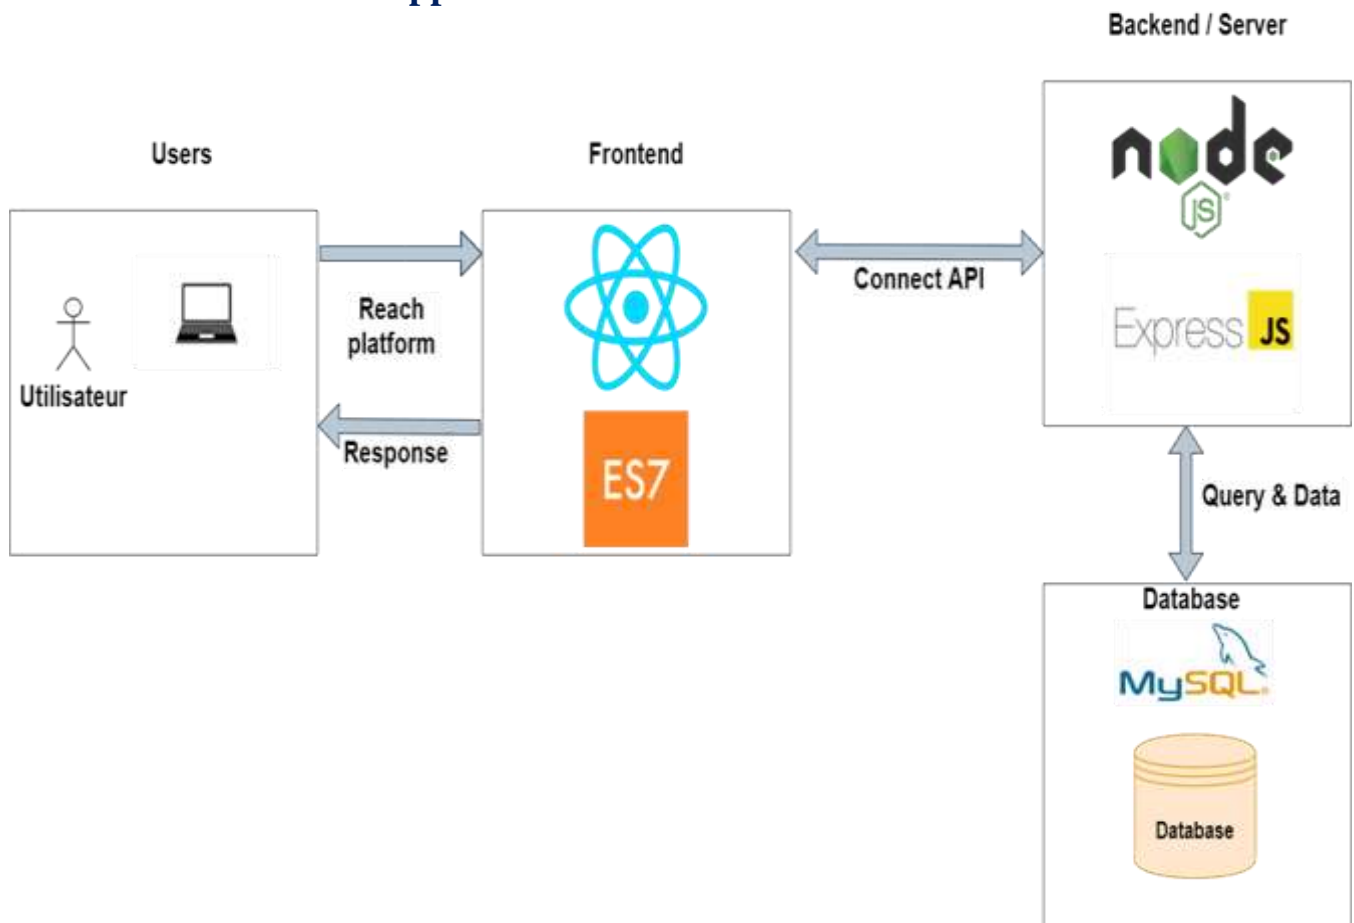 Backend / Server
Users
Frontend
node
JS
Reach
platform
Connect API
Express JS
Utilisateur
Response
ES7
Query & Data
Database
MySQL
Database